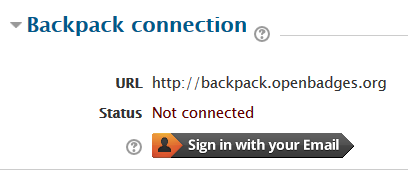 Backpack connection ?
URL http://backpack.openbadges.org
Status Not connected
? Sign in with your Email